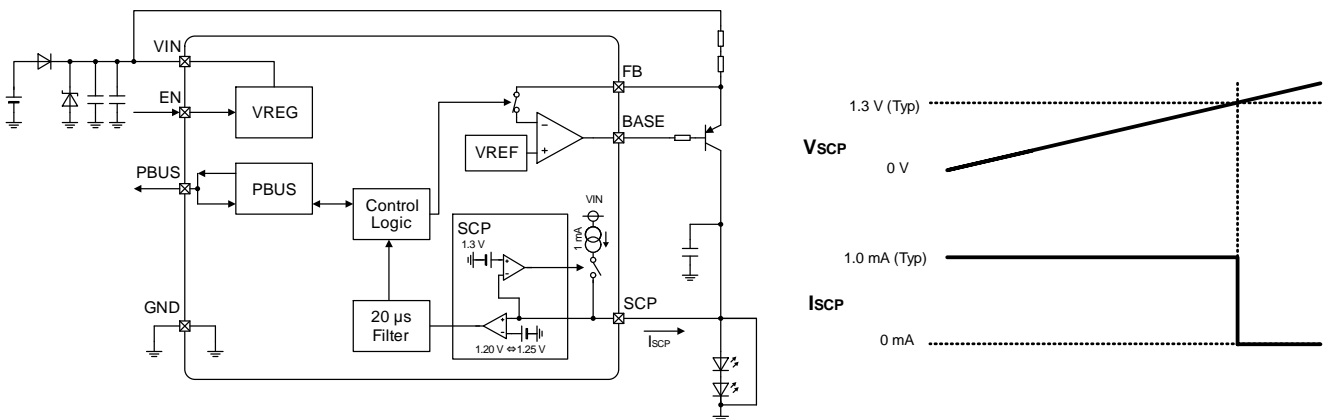 VIN
EN
VREG
PBUS
PBUS
GND
Control
Logic
20 µs
Filter
VREF
−
+
FB
BASE
SCP
1.3 V
+
−
+
−
1.20 V ⇔1.25 V
VIN
1 mA
SCP
ISCP
VSCP
1.3 V (Typ)
0 V
ISCP
1.0 mA (Typ)
0 mA